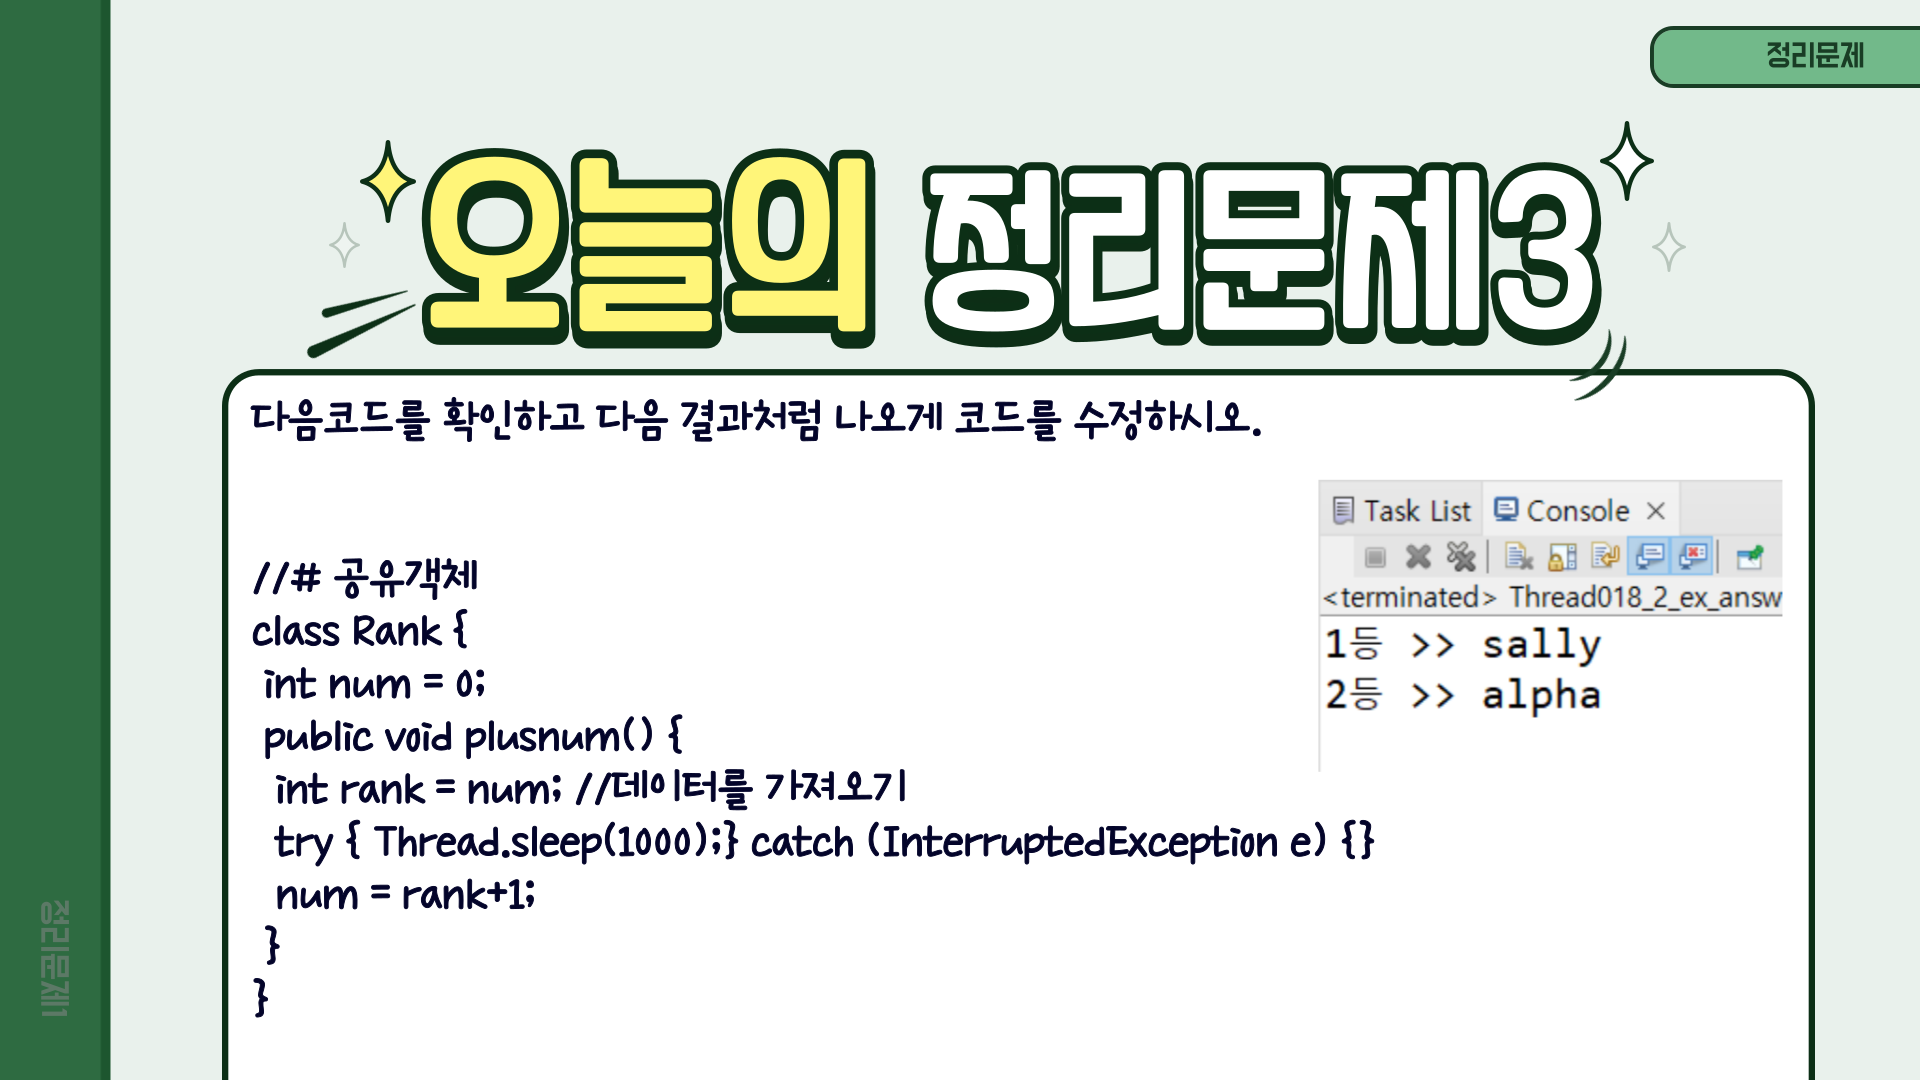 정리문제
오늘의 정리문제3
다음코드를 확인하고 다음 결과처럼 나오게 코드를 수정하시오.
//# 공유객체
class Rank {
int num = 0;
public void plusnum() {
int rank = num; //데이터를 가져오기
try { Thread.sleep(1000);} catch (InterruptedException e) {}
num = rank+1;
}
}
Task List Console
<terminated> Thread018_2_ex_answ
1등 >> sally
2등 >> alpha
정리문제1